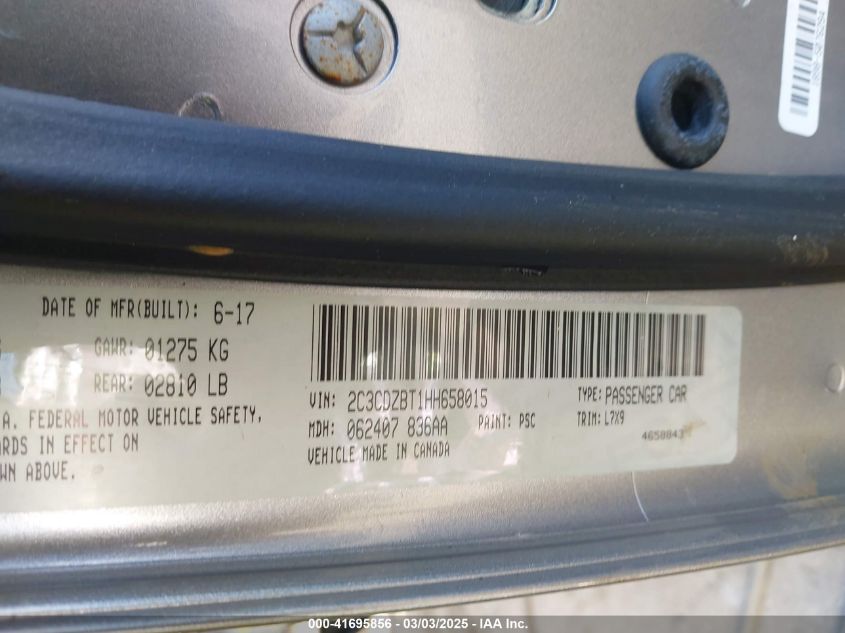 DATE OF MFR(BUILT): 6-17
GAWR: 01275 KG
REAR: 02810 LB
A. FEDERAL MOTOR VEHICLE SAFETY,
ARDS IN EFFECT ON
WN ABOVE.
VIN: 2C3CDZBT1HH658015
TYPE: PASSENGER CAR
MDH: 062407 836AA
PAINT: PSC
TRIM: L7X9
VEHICLE MADE IN CANADA
4658843
000-41695856 - 03/03/2025 - IAA Inc.